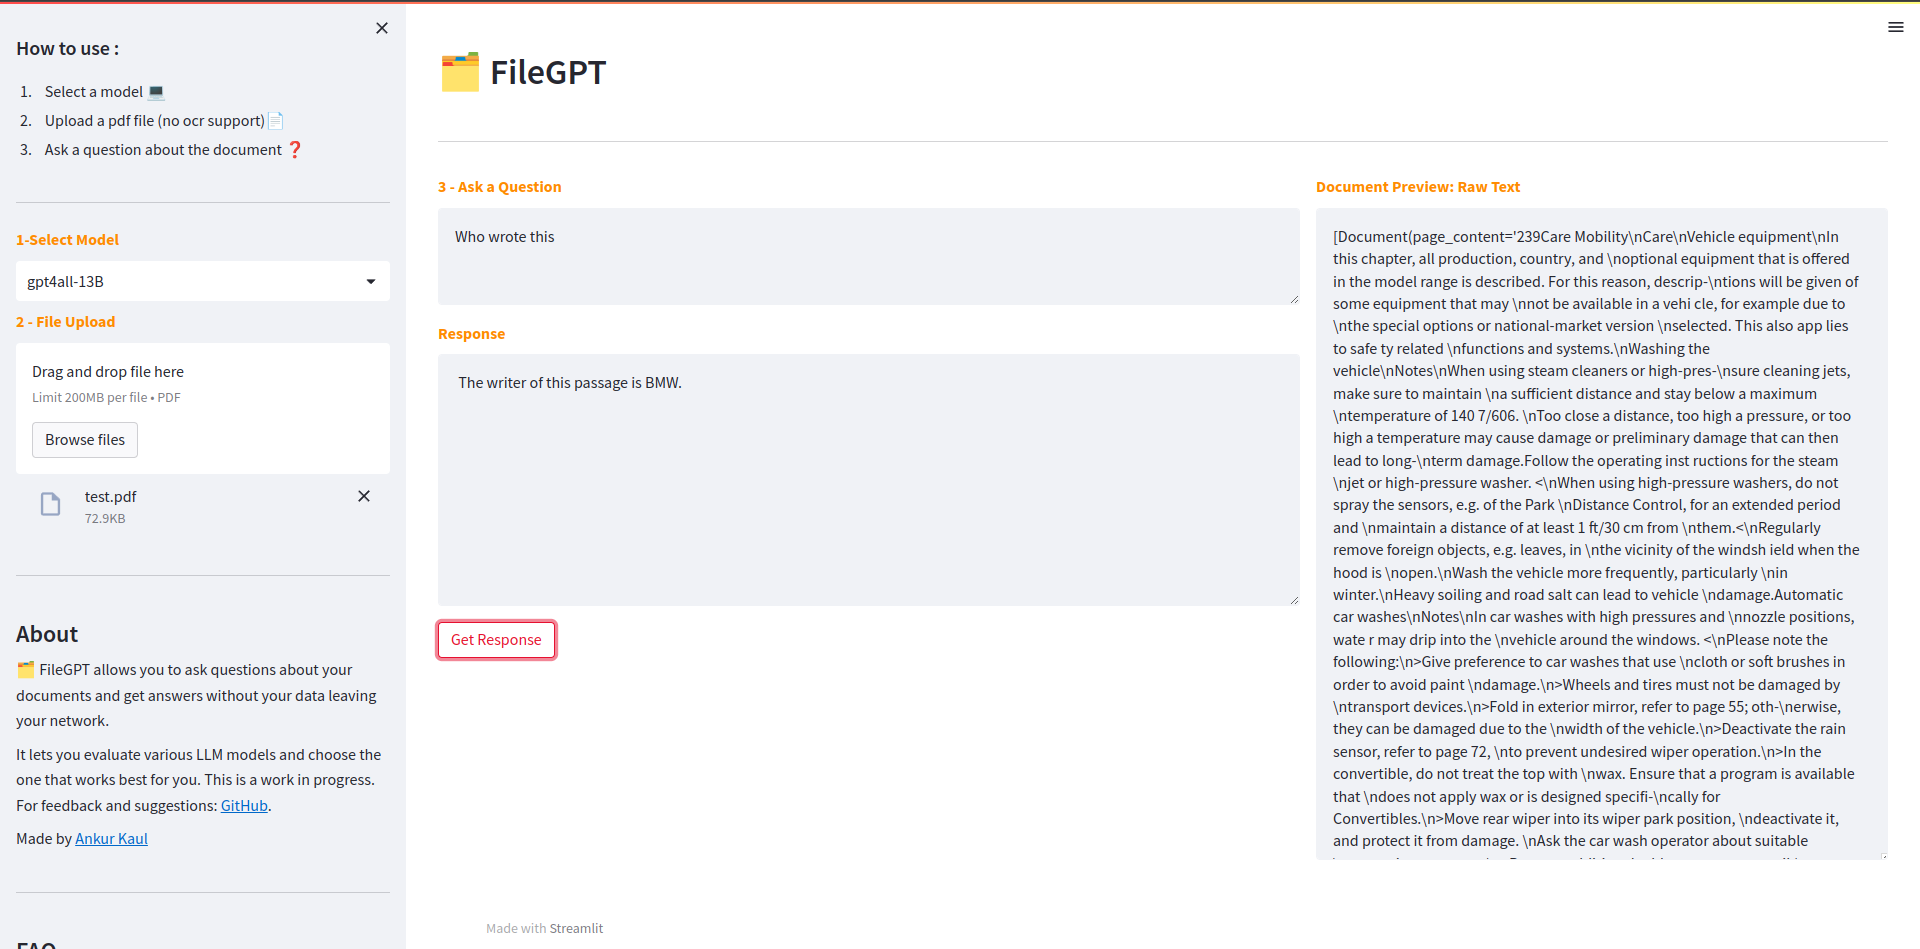 How to use :
1. Select a model 💻
2. Upload a pdf file (no ocr support)📄
3. Ask a question about the document ❓
1-Select Model
gpt4all-13B
2 - File Upload
Drag and drop file here
Limit 200MB per file • PDF
Browse files
test.pdf
72.9KB
About
🗂️ FileGPT allows you to ask questions about your
documents and get answers without your data leaving
your network.
It lets you evaluate various LLM models and choose the
one that works best for you. This is a work in progress.
For feedback and suggestions: GitHub.
Made by Ankur Kaul
FAQ
🗂️ FileGPT
3 - Ask a Question
Who wrote this
Response
The writer of this passage is BMW.
Get Response
Document Preview: Raw Text
[Document(page_content='239Care Mobility\nCare\nVehicle equipment\nIn
this chapter, all production, country, and \noptional equipment that is offered
in the model range is described. For this reason, descrip-\ntions will be given of
some equipment that may \nnot be available in a vehi cle, for example due to
\nthe special options or national-market version \nselected. This also app lies
to safe ty related \nfunctions and systems.\nWashing the
vehicle\nNotes\nWhen using steam cleaners or high-pres-\nsure cleaning jets,
make sure to maintain \na sufficient distance and stay below a maximum
\ntemperature of 140 7/606. \nToo close a distance, too high a pressure, or too
high a temperature may cause damage or preliminary damage that can then
lead to long-\nterm damage.Follow the operating inst ructions for the steam
\njet or high-pressure washer. <\nWhen using high-pressure washers, do not
spray the sensors, e.g. of the Park \nDistance Control, for an extended period
and \nmaintain a distance of at least 1 ft/30 cm from \nthem.<\nRegularly
remove foreign objects, e.g. leaves, in \nthe vicinity of the windsh ield when the
hood is \nopen.\nWash the vehicle more frequently, particularly \nin
winter.\nHeavy soiling and road salt can lead to vehicle \ndamage.Automatic
car washes\nNotes\nIn car washes with high pressures and \nnozzle positions,
wate r may drip into the \nvehicle around the windows. <\nPlease note the
following:\n>Give preference to car washes that use \ncloth or soft brushes in
order to avoid paint \ndamage.\n>Wheels and tires must not be damaged by
\ntransport devices.\n>Fold in exterior mirror, refer to page 55; oth-\nerwise,
they can be damaged due to the \nwidth of the vehicle.\n>Deactivate the rain
sensor, refer to page 72, \nto prevent undesired wiper operation.\n>In the
convertible, do not treat the top with \nwax. Ensure that a program is available
that \ndoes not apply wax or is designed specifi-\ncally for
Convertibles.\n>Move rear wiper into its wiper park position, \ndeactivate it,
and protect it from damage. \nAsk the car wash operator about suitable
Made with Streamlit